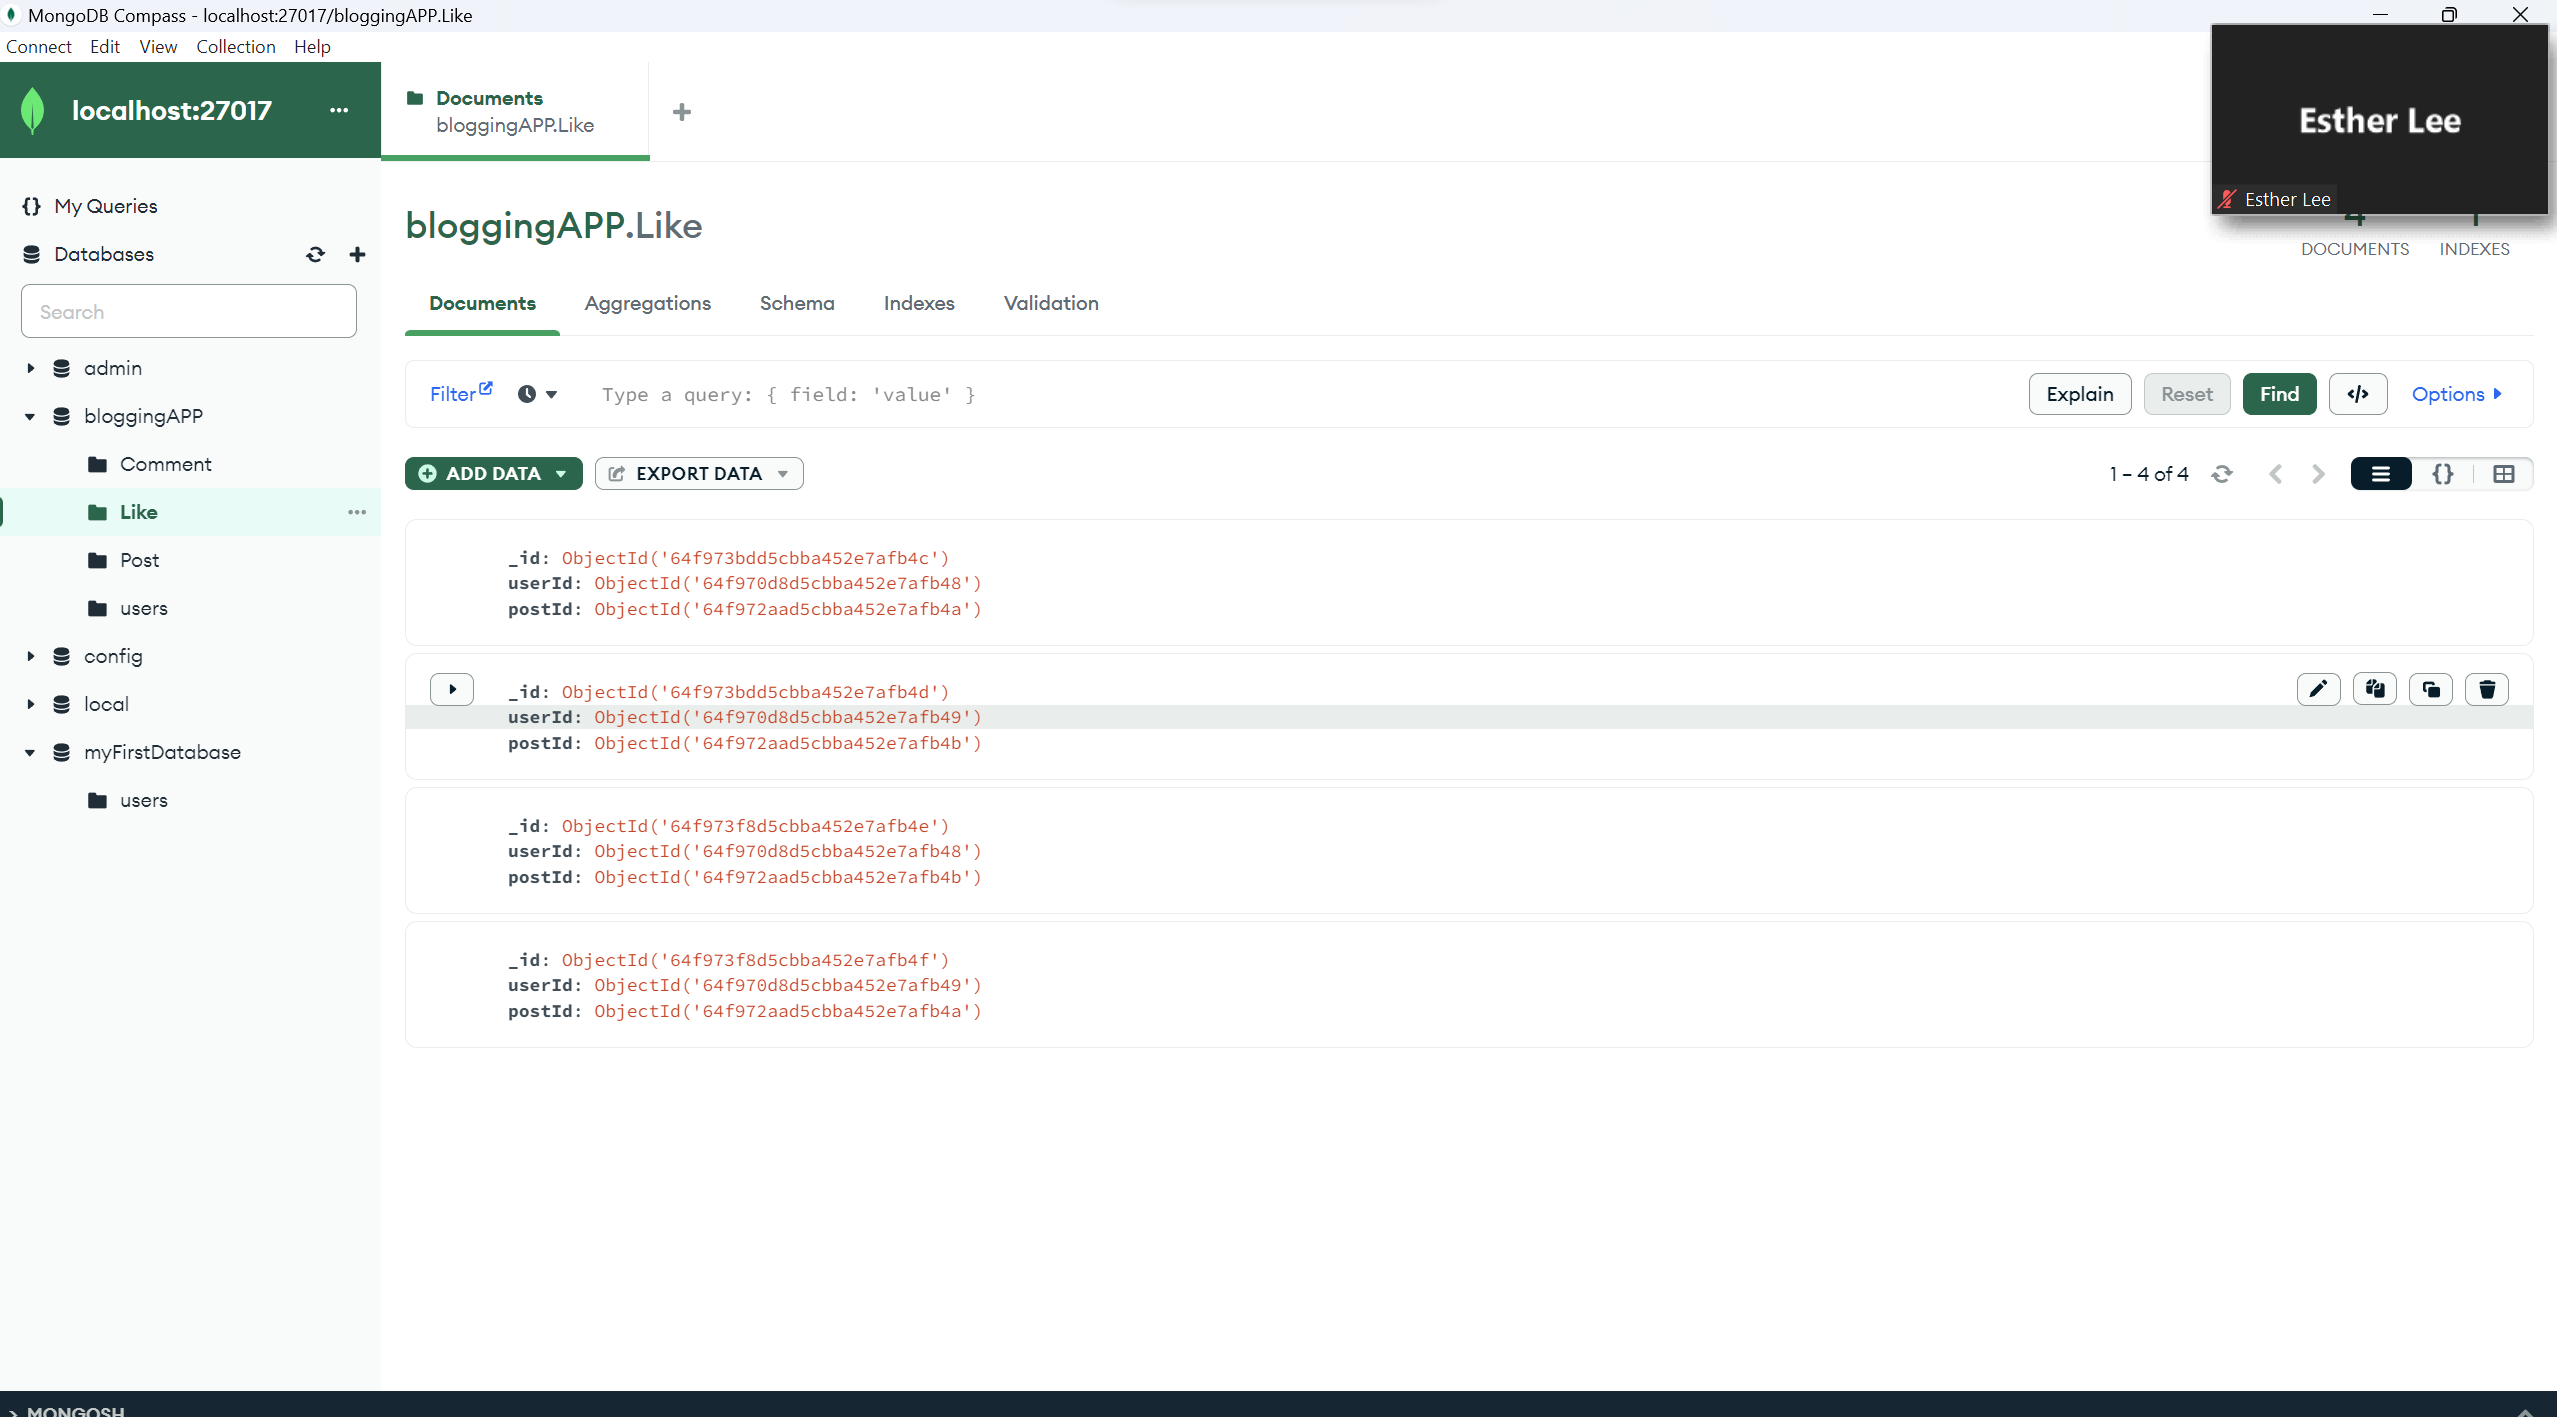 MongoDB Compass - localhost:27017/bloggingAPP.Like
Connect Edit View Collection Help
localhost:27017
Documents
bloggingAPP.Like
Esther Lee
Esther Lee
My Queries
Databases
Search
admin
bloggingAPP
Comment
Like
Post
users
config
local
myFirstDatabase
users
bloggingAPP.Like
DOCUMENTS INDEXES
Documents Aggregations Schema Indexes Validation
Filter Type a query: { field: 'value' } Explain Reset Find </> Options
ADD DATA EXPORT DATA 1 – 4 of 4 {}
_id: ObjectId('64f973bdd5cbba452e7afb4c')
userId: ObjectId('64f970d8d5cbba452e7afb48')
postId: ObjectId('64f972aad5cbba452e7afb4a')
_id: ObjectId('64f973bdd5cbba452e7afb4d')
userId: ObjectId('64f970d8d5cbba452e7afb49')
postId: ObjectId('64f972aad5cbba452e7afb4b')
_id: ObjectId('64f973f8d5cbba452e7afb4e')
userId: ObjectId('64f970d8d5cbba452e7afb48')
postId: ObjectId('64f972aad5cbba452e7afb4b')
_id: ObjectId('64f973f8d5cbba452e7afb4f')
userId: ObjectId('64f970d8d5cbba452e7afb49')
postId: ObjectId('64f972aad5cbba452e7afb4a')
>MONGOSH